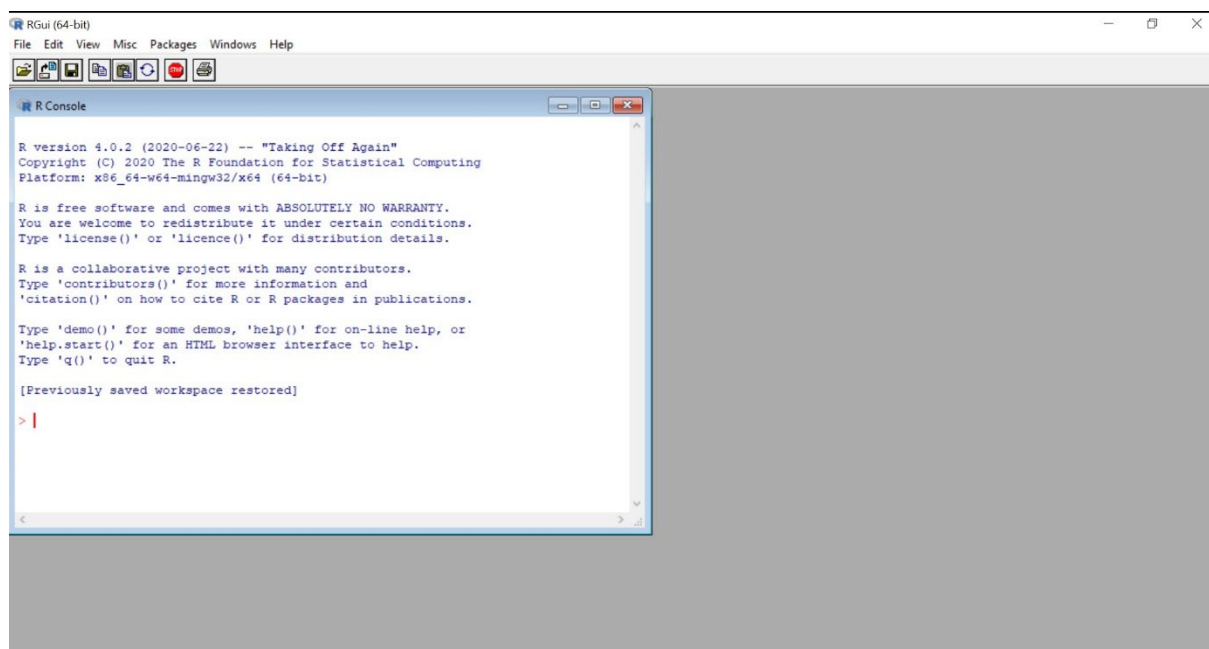 RGui (64-bit)
File Edit View Misc Packages Windows Help
STOP
R Console
R version 4.0.2 (2020-06-22) -- "Taking Off Again"
Copyright (C) 2020 The R Foundation for Statistical Computing
Platform: x86_64-w64-mingw32/x64 (64-bit)
R is free software and comes with ABSOLUTELY NO WARRANTY.
You are welcome to redistribute it under certain conditions.
Type 'license()' or 'licence()' for distribution details.
R is a collaborative project with many contributors.
Type 'contributors()' for more information and
'citation()' on how to cite R or R packages in publications.
Type 'demo()' for some demos, 'help()' for on-line help, or
'help.start()' for an HTML browser interface to help.
Type 'q()' to quit R.
[Previously saved workspace restored]
>